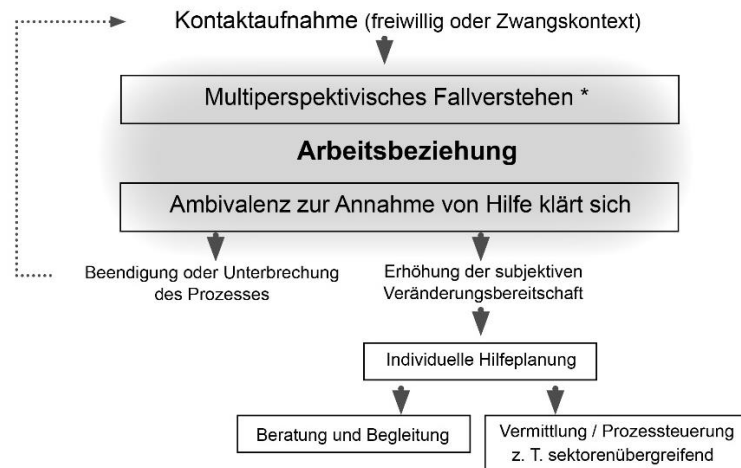 Kontaktaufnahme (freiwillig oder Zwangskontext)
Multiperspektivisches Fallverstehen *
Arbeitsbeziehung
Ambivalenz zur Annahme von Hilfe klärt sich
Beendigung oder Unterbrechung
des Prozesses
Erhöhung der subjektiven
Veränderungsbereitschaft
Individuelle Hilfeplanung
Beratung und Begleitung
Vermittlung / Prozessteuerung
z. T. sektorenübergreifend